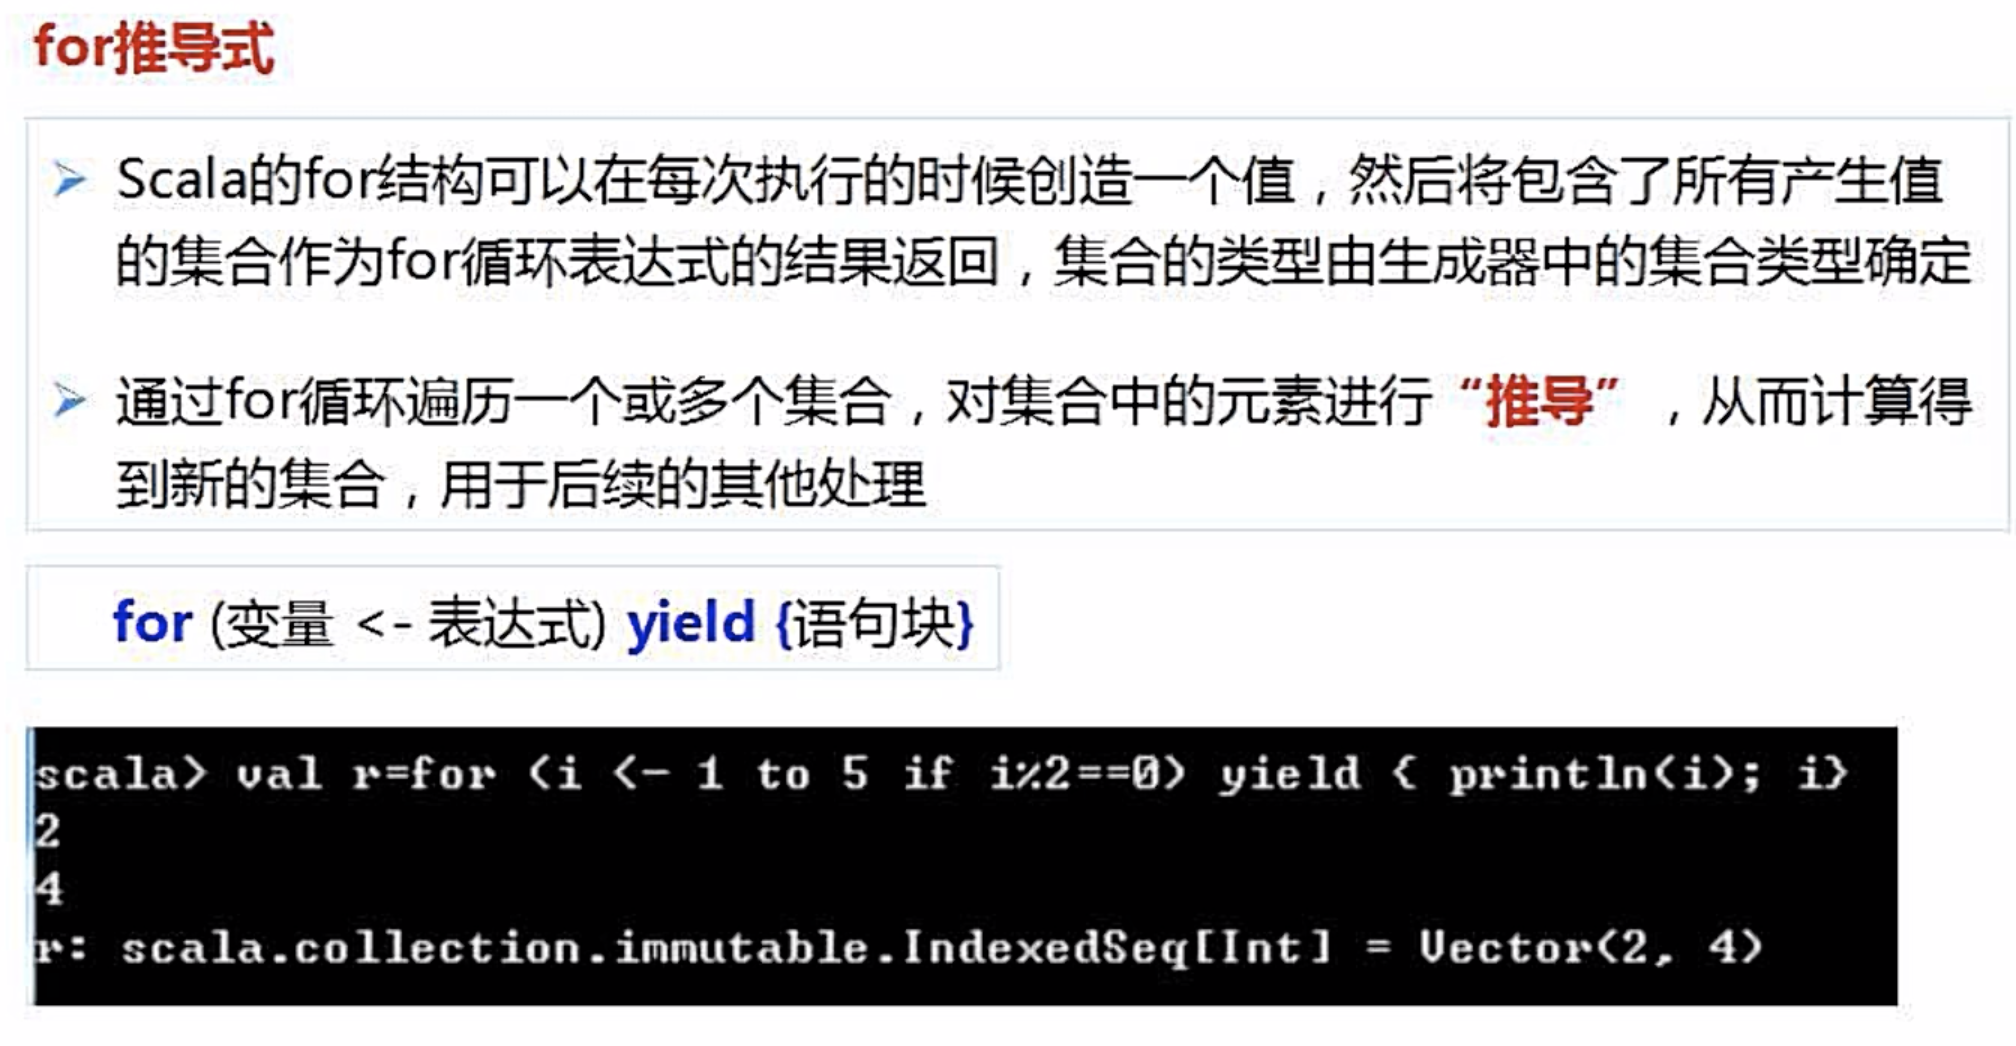 for推导式
Scala的for结构可以在每次执行的时候创造一个值，然后将包含了所有产生值
的集合作为for循环表达式的结果返回，集合的类型由生成器中的集合类型确定
通过for循环遍历一个或多个集合，对集合中的元素进行“推导”，从而计算得
到新的集合，用于后续的其他处理
for (变量 <- 表达式) yield {语句块}
scala> val r=for (i <- 1 to 5 if i%2==0) yield { println(i); i}
2
4
r: scala.collection.immutable.IndexedSeq[Int] = Vector(2, 4)